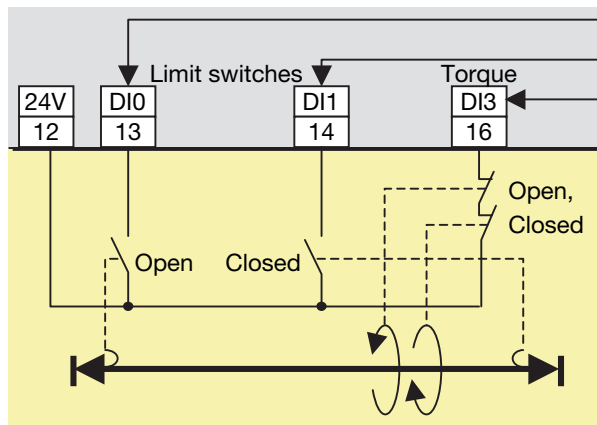 Limit switches
Torque
24V DI0 DI1 DI3
12 13 14 16
Open,
Closed
Open Closed